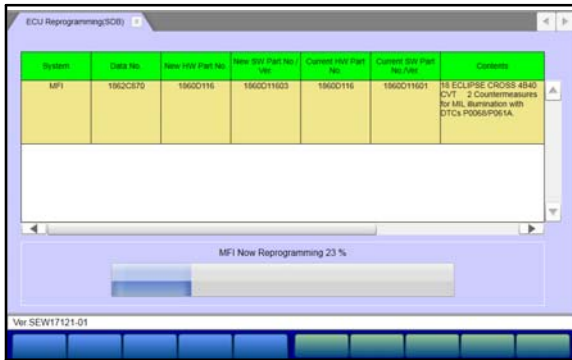 ECU Reprogramming(SDB)
System
Data No.
New HW Part No.
New SW Part No./
Ver
Current HW Part
No
Current SW Part
No./Ver
Contents
MFI
1862C870
1860D116
1860D11603
1860D116
1860D11601
18 ECLIPSE CROSS 4B40
CVT 2 Countermeasures
for MIL illumination with
DTCs P0068/P061A.
MFI Now Reprogramming 23 %
Ver.SEW17121-01